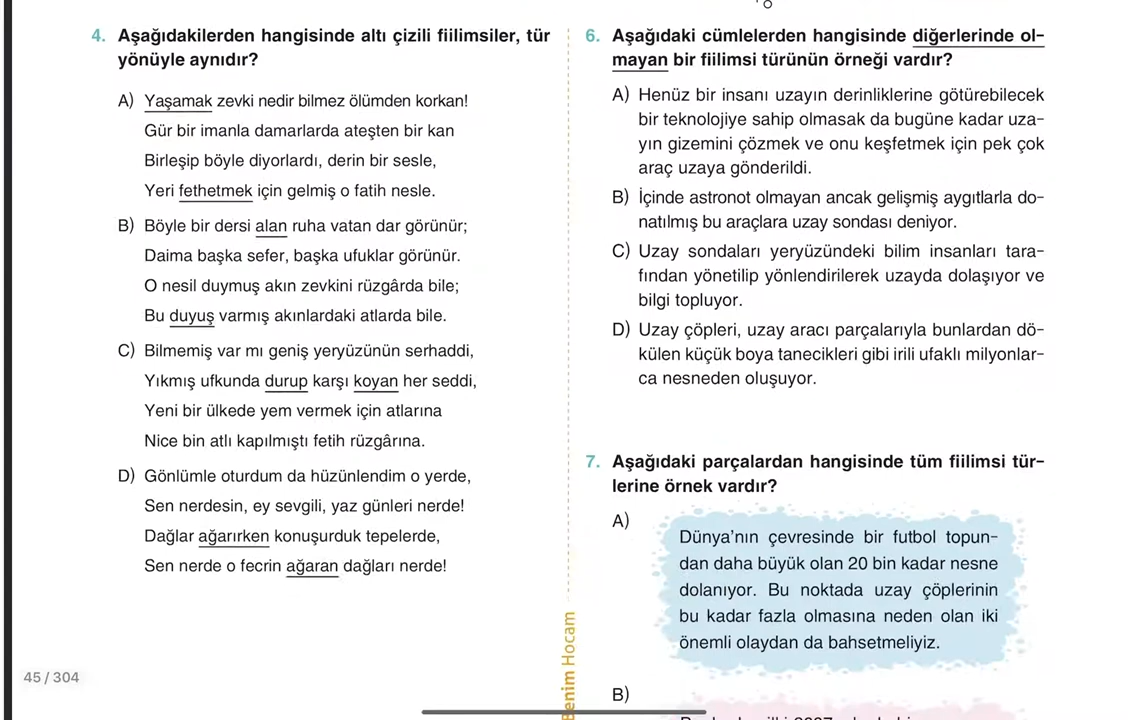 4. Aşağıdakilerden hangisinde altı çizili fiilimsiler, tür
yönüyle aynıdır?
A) Yaşamak zevki nedir bilmez ölümden korkan!
Gür bir imanla damarlarda ateşten bir kan
Birleşip böyle diyorlardı, derin bir sesle,
Yeri fethetmek için gelmiş o fatih nesle.
B) Böyle bir dersi alan ruha vatan dar görünür;
Daima başka sefer, başka ufuklar görünür.
O nesil duymuş akın zevkini rüzgârda bile;
Bu duyuş varmış akınlardaki atlarda bile.
C) Bilmemiş var mı geniş yeryüzünün serhaddi,
Yıkmış ufkunda durup karşı koyan her seddi,
Yeni bir ülkede yem vermek için atlarına
Nice bin atlı kapılmıştı fetih rüzgârına.
D) Gönlümle oturdum da hüzünlendim o yerde,
Sen nerdesin, ey sevgili, yaz günleri nerde!
Dağlar ağarırken konuşurduk tepelerde,
Sen nerde o fecrin ağaran dağları nerde!
45 / 304
Benim Hocam
6. Aşağıdaki cümlelerden hangisinde diğerlerinde ol-
mayan bir fiilimsi türünün örneği vardır?
A) Henüz bir insanı uzayın derinliklerine götürebilecek
bir teknolojiye sahip olmasak da bugüne kadar uza-
yın gizemini çözmek ve onu keşfetmek için pek çok
araç uzaya gönderildi.
B) İçinde astronot olmayan ancak gelişmiş aygıtlarla do-
natılmış bu araçlara uzay sondası deniyor.
C) Uzay sondaları yeryüzündeki bilim insanları tara-
fından yönetilip yönlendirilerek uzayda dolaşıyor ve
bilgi topluyor.
D) Uzay çöpleri, uzay aracı parçalarıyla bunlardan dö-
külen küçük boya tanecikleri gibi irili ufaklı milyonlar-
ca nesneden oluşuyor.
7. Aşağıdaki parçalardan hangisinde tüm fiilimsi tür-
lerine örnek vardır?
A)
Dünya'nın çevresinde bir futbol topun-
dan daha büyük olan 20 bin kadar nesne
dolanıyor. Bu noktada uzay çöplerinin
bu kadar fazla olmasına neden olan iki
önemli olaydan da bahsetmeliyiz.
B)